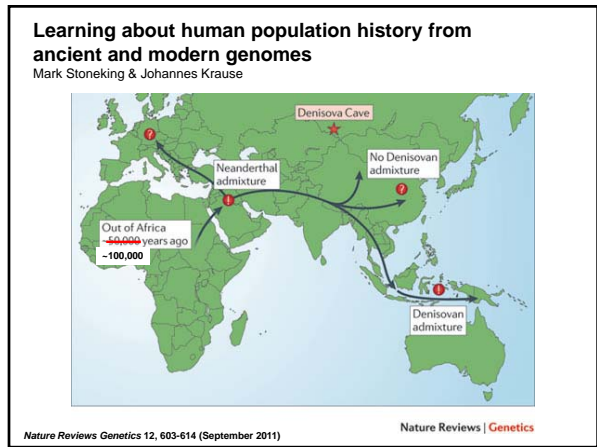 Learning about human population history from
ancient and modern genomes
Mark Stoneking & Johannes Krause
Denisova Cave
?
No Denisovan
admixture
Neanderthal
admixture
?
!
Out of Africa
~50,000 years ago
~100,000
!
Denisovan
admixture
Nature Reviews | Genetics
Nature Reviews Genetics 12, 603-614 (September 2011)